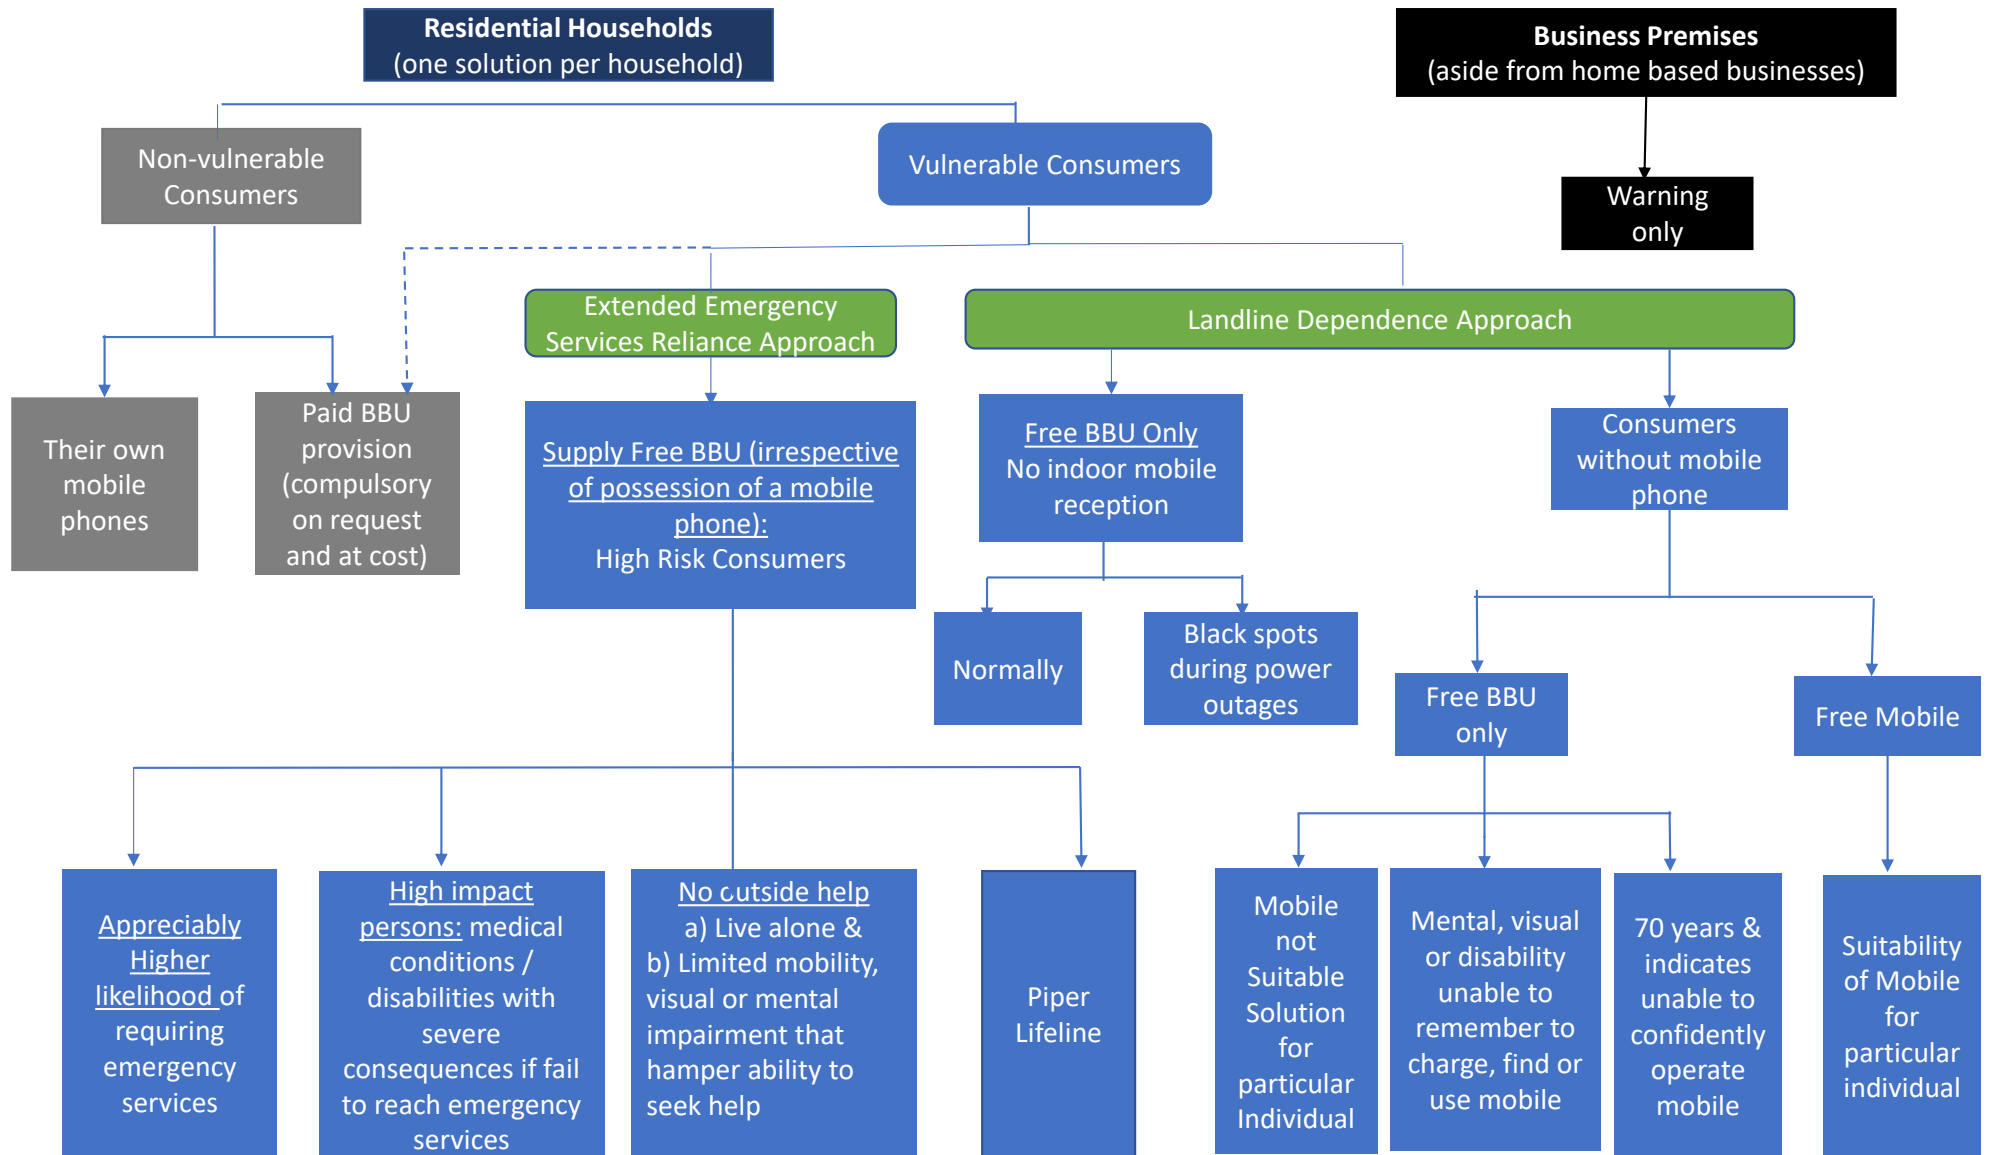 Residential Households
(one solution per household)
Business Premises
(aside from home based businesses)
Non-vulnerable
Consumers
Vulnerable Consumers
Warning
only
Extended Emergency
Services Reliance Approach
Landline Dependence Approach
Their own
mobile
phones
Paid BBU
provision
(compulsory
on request
and at cost)
Supply Free BBU (irrespective
of possession of a mobile
phone):
High Risk Consumers
Free BBU Only
No indoor mobile
reception
Consumers
without mobile
phone
Normally
Black spots
during power
outages
Free BBU
only
Free Mobile
Appreciably
Higher
likelihood of
requiring
emergency
services
High impact
persons: medical
conditions /
disabilities with
severe
consequences if fail
to reach emergency
services
No outside help
a) Live alone &
b) Limited mobility,
visual or mental
impairment that
hamper ability to
seek help
Piper
Lifeline
Mobile
not
Suitable
Solution
for
particular
Individual
Mental, visual
or disability
unable to
remember to
charge, find or
use mobile
70 years &
indicates
unable to
confidently
operate
mobile
Suitability
of Mobile
for
particular
individual